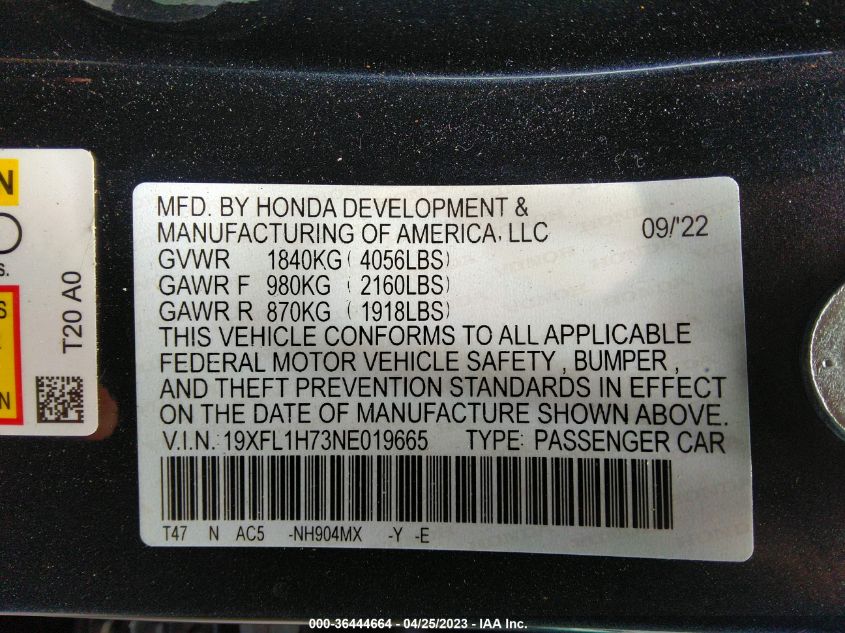 MFD. BY HONDA DEVELOPMENT &
MANUFACTURING OF AMERICA, LLC 09/'22
GVWR 1840KG ( 4056LBS)
GAWR F 980KG ( 2160LBS)
GAWR R 870KG ( 1918LBS)
THIS VEHICLE CONFORMS TO ALL APPLICABLE
FEDERAL MOTOR VEHICLE SAFETY , BUMPER ,
AND THEFT PREVENTION STANDARDS IN EFFECT
ON THE DATE OF MANUFACTURE SHOWN ABOVE.
V.I.N.: 19XFL1H73NE019665 TYPE: PASSENGER CAR
T47 N AC5 -NH904MX -Y -E
T20 A0
000-36444664 - 04/25/2023 - IAA Inc.